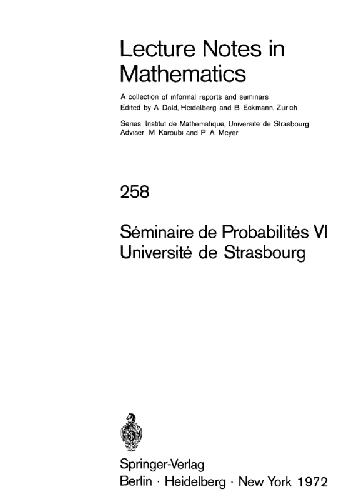 Lecture Notes in
Mathematics
A collection of informal reports and seminars
Edited by A. Dold, Heidelberg and B. Eckmann, Zürich
Series: Institut de Mathématique, Université de Strasbourg
Adviser: M. Karoubi and P. A. Meyer
258
Séminaire de Probabilités VI
Université de Strasbourg
Springer-Verlag
Berlin · Heidelberg · New York 1972